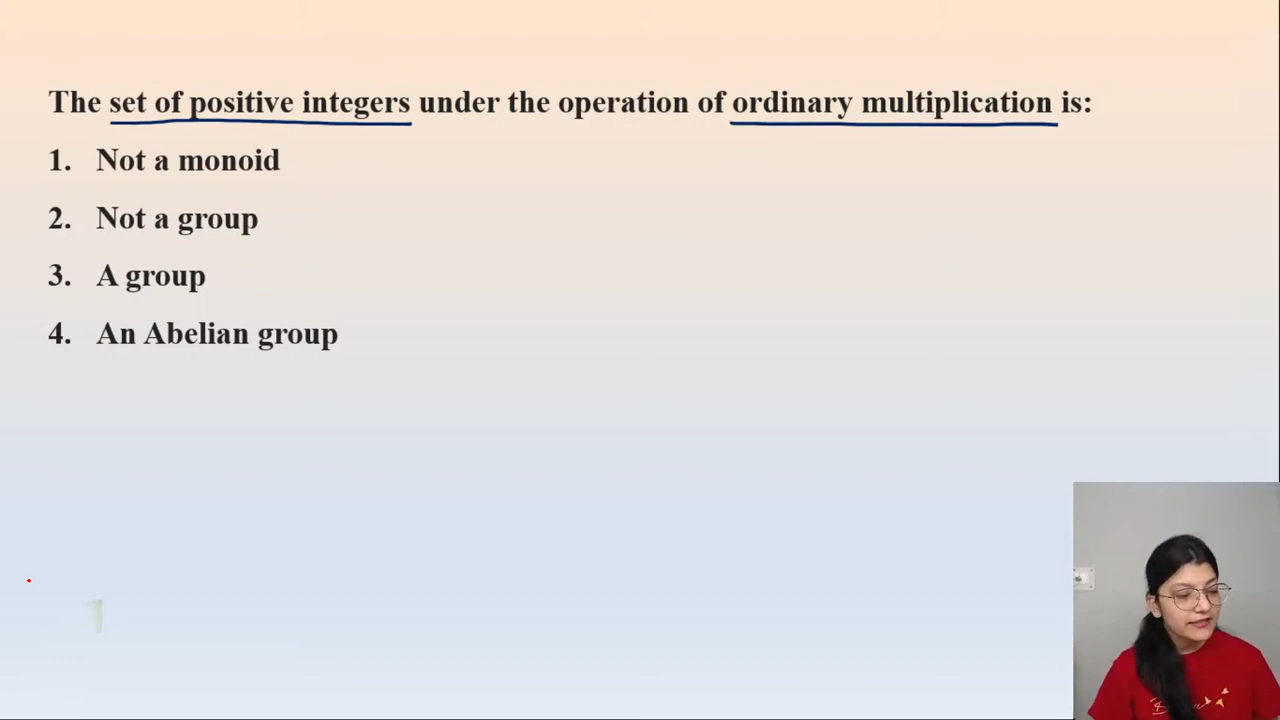 The set of positive integers under the operation of ordinary multiplication is:
1. Not a monoid
2. Not a group
3. A group
4. An Abelian group
1